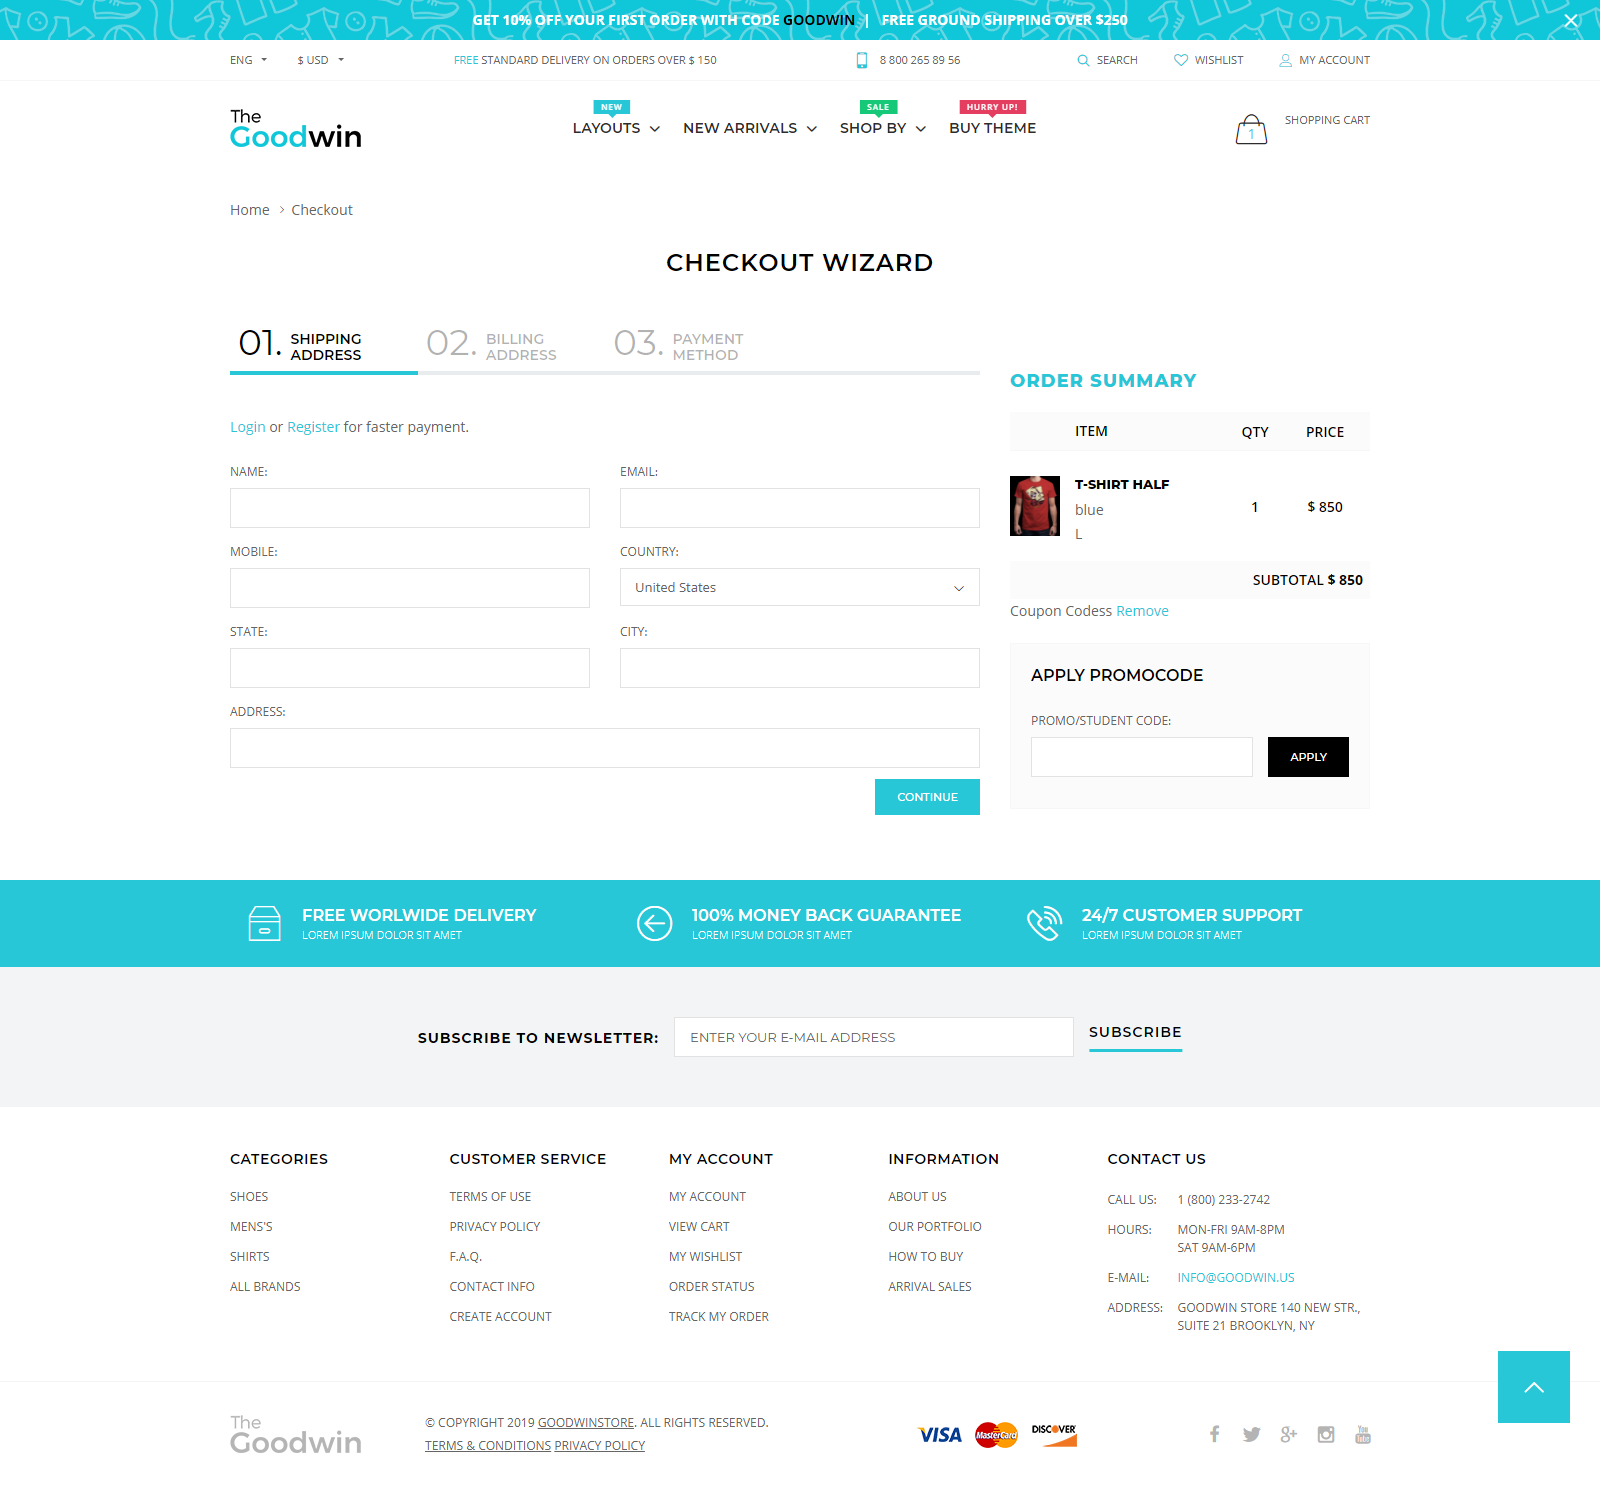 GET 10% OFF YOUR FIRST ORDER WITH CODE GOODWIN | FREE GROUND SHIPPING OVER $250
ENG $ USD FREE STANDARD DELIVERY ON ORDERS OVER $ 150 8 800 265 89 56 SEARCH WISHLIST MY ACCOUNT
NEW SALE HURRY UP!
The
Goodwin
LAYOUTS NEW ARRIVALS SHOP BY BUY THEME
1 SHOPPING CART
Home > Checkout
CHECKOUT WIZARD
01. SHIPPING ADDRESS
02. BILLING ADDRESS
03. PAYMENT METHOD
Login or Register for faster payment.
NAME: EMAIL:
MOBILE: COUNTRY:
United States
STATE: CITY:
ADDRESS:
CONTINUE
ORDER SUMMARY
ITEM QTY PRICE
T-SHIRT HALF
blue
L
1 $ 850
SUBTOTAL $ 850
Coupon Codess Remove
APPLY PROMOCODE
PROMO/STUDENT CODE:
APPLY
FREE WORLWIDE DELIVERY
LOREM IPSUM DOLOR SIT AMET
100% MONEY BACK GUARANTEE
LOREM IPSUM DOLOR SIT AMET
24/7 CUSTOMER SUPPORT
LOREM IPSUM DOLOR SIT AMET
SUBSCRIBE TO NEWSLETTER: ENTER YOUR E-MAIL ADDRESS SUBSCRIBE
CATEGORIES
SHOES
MENS'S
SHIRTS
ALL BRANDS
CUSTOMER SERVICE
TERMS OF USE
PRIVACY POLICY
F.A.Q.
CONTACT INFO
CREATE ACCOUNT
MY ACCOUNT
MY ACCOUNT
VIEW CART
MY WISHLIST
ORDER STATUS
TRACK MY ORDER
INFORMATION
ABOUT US
OUR PORTFOLIO
HOW TO BUY
ARRIVAL SALES
CONTACT US
CALL US: 1 (800) 233-2742
HOURS: MON-FRI 9AM-8PM
SAT 9AM-6PM
E-MAIL: INFO@GOODWIN.US
ADDRESS: GOODWIN STORE 140 NEW STR.,
SUITE 21 BROOKLYN, NY
The
Goodwin
© COPYRIGHT 2019 GOODWINSTORE. ALL RIGHTS RESERVED.
TERMS & CONDITIONS PRIVACY POLICY
VISA MasterCard DISCOVER
You Tube